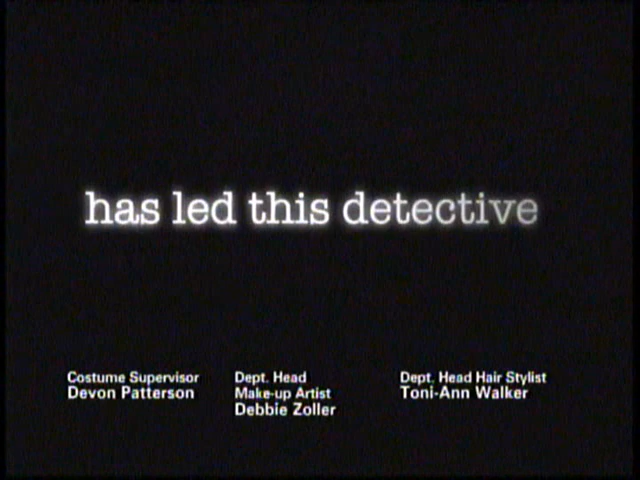 has led this detective
Costume Supervisor
Devon Patterson
Dept. Head
Make-up Artist
Debbie Zoller
Dept. Head Hair Stylist
Toni-Ann Walker